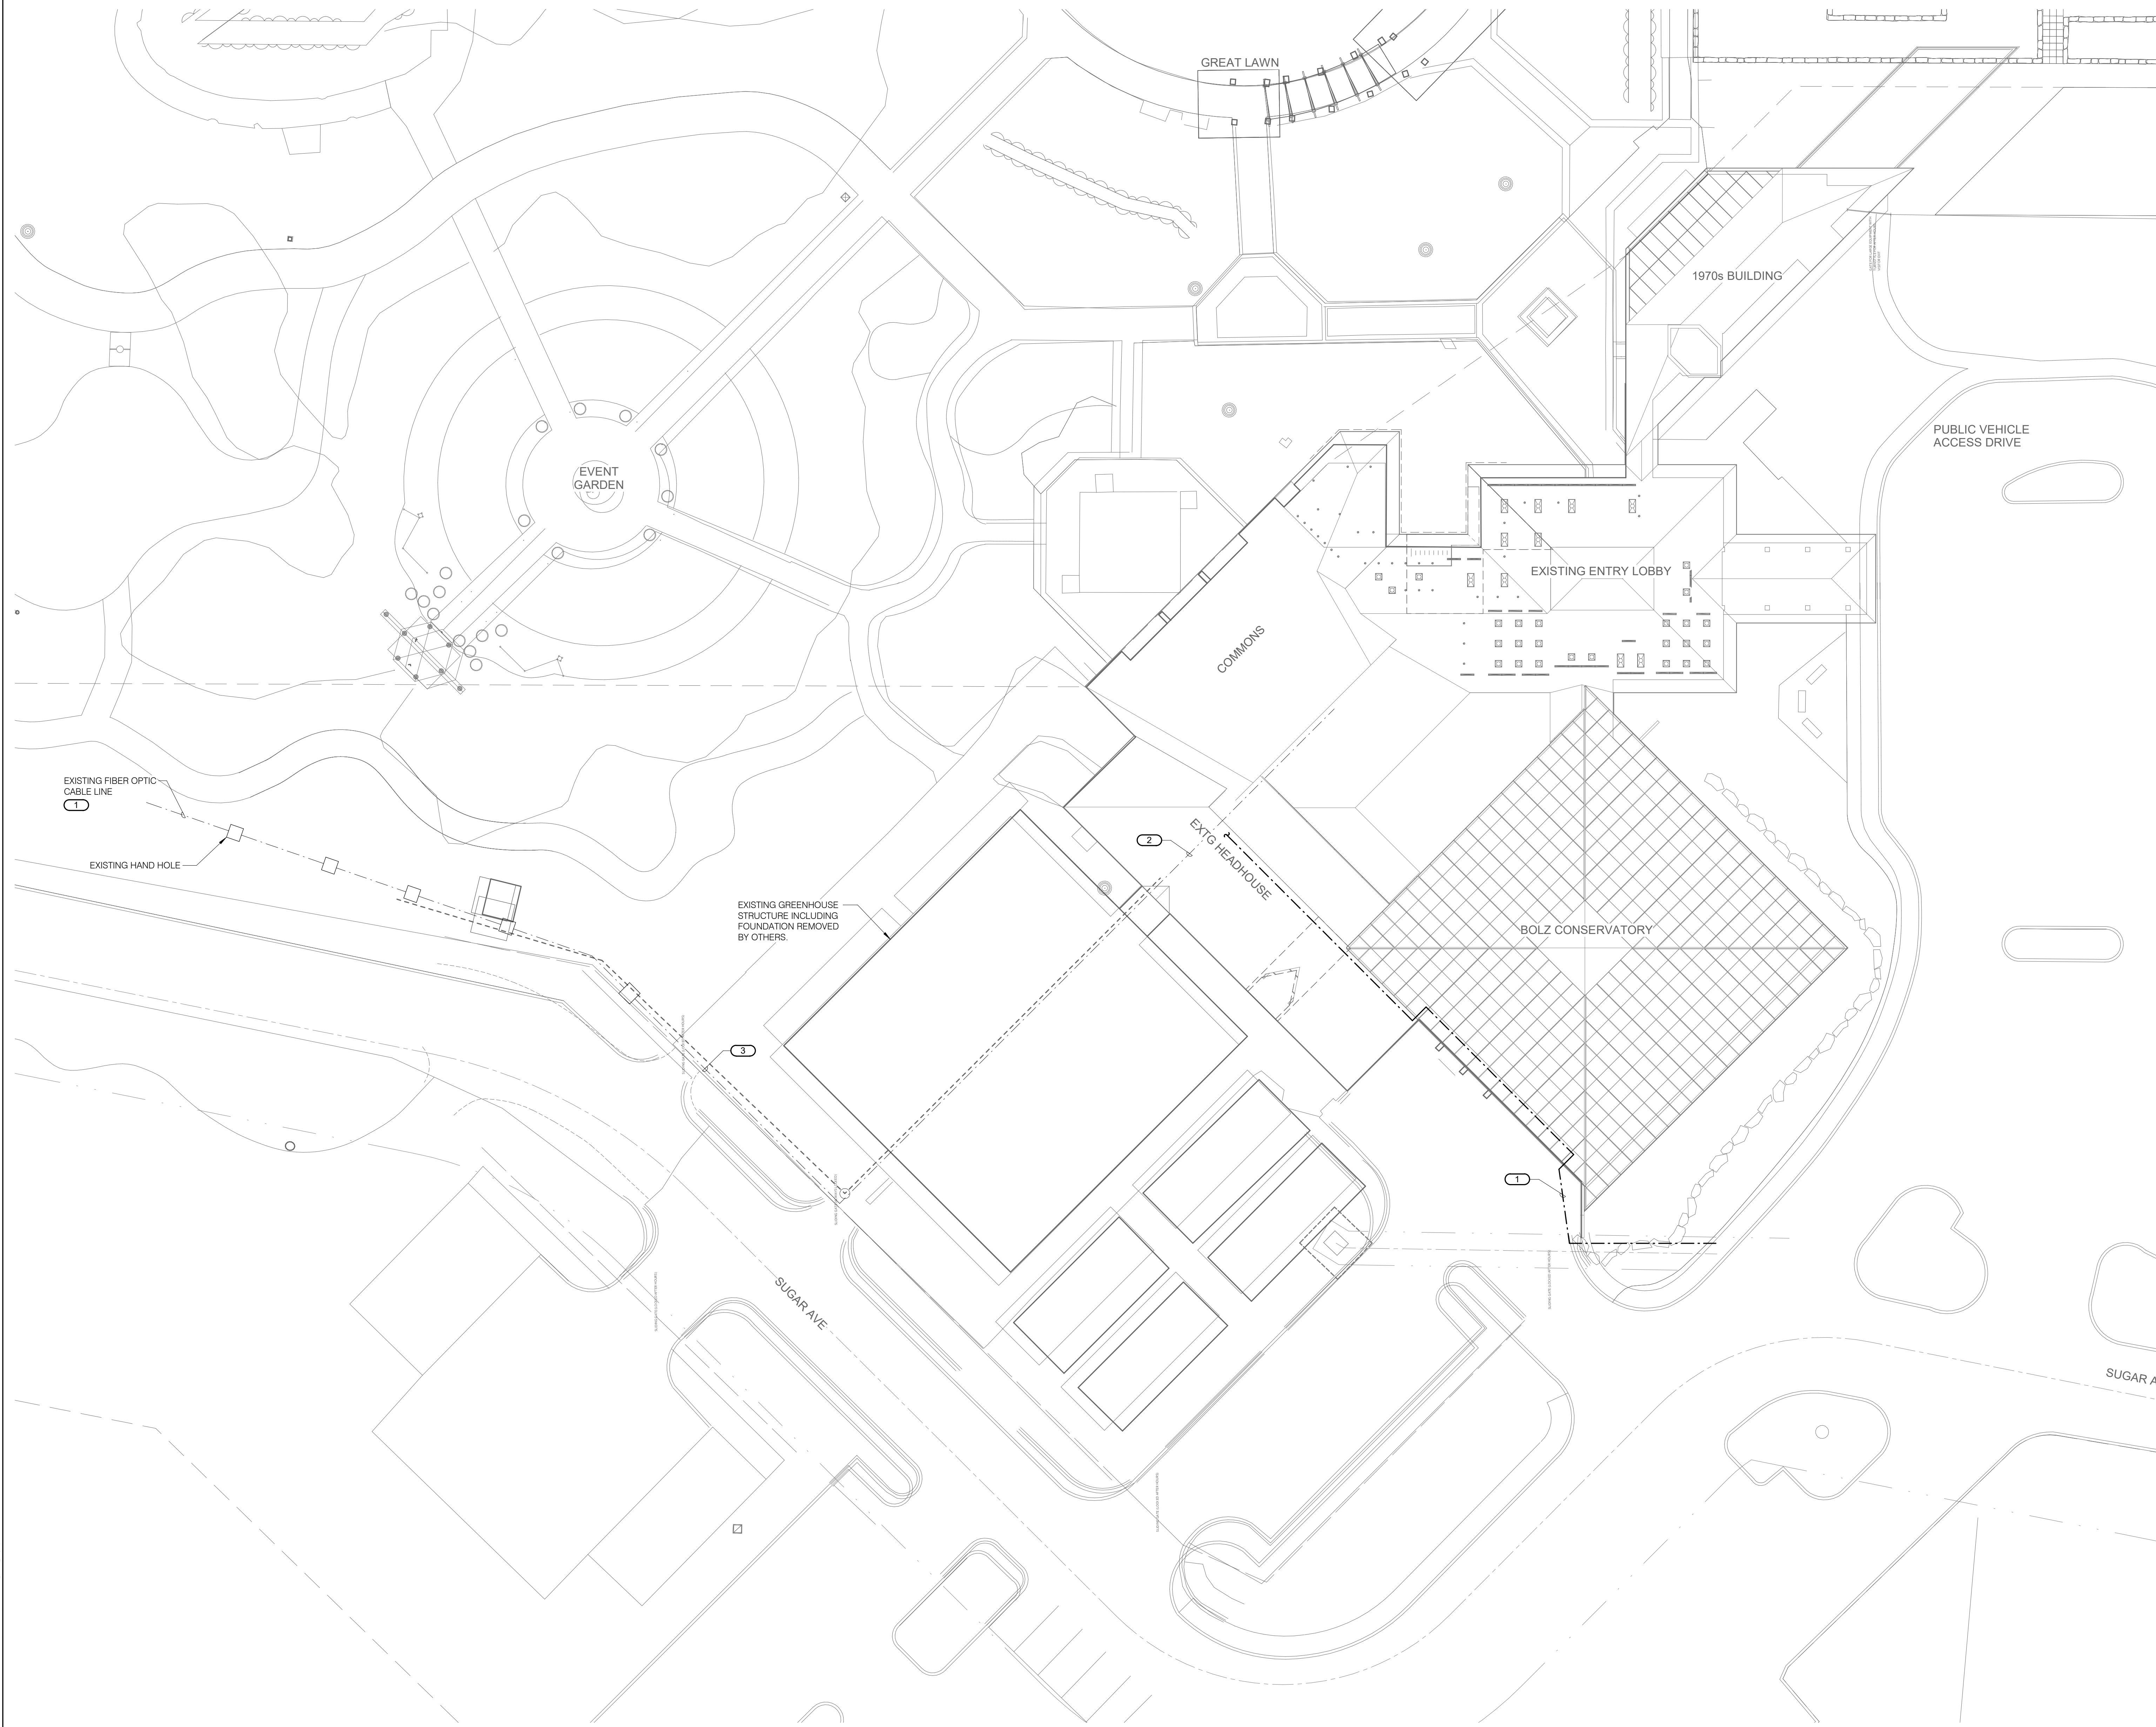 GREAT LAWN
1970s BUILDING
PUBLIC VEHICLE
ACCESS DRIVE
EVENT
GARDEN
EXISTING ENTRY LOBBY
COMMONS
EXISTING FIBER OPTIC
CABLE LINE
1
EXISTING HAND HOLE
2
EXTG HEADHOUSE
EXISTING GREENHOUSE
STRUCTURE INCLUDING
FOUNDATION REMOVED
BY OTHERS.
BOLZ CONSERVATORY
3
1
SUGAR AVE
SUGAR A